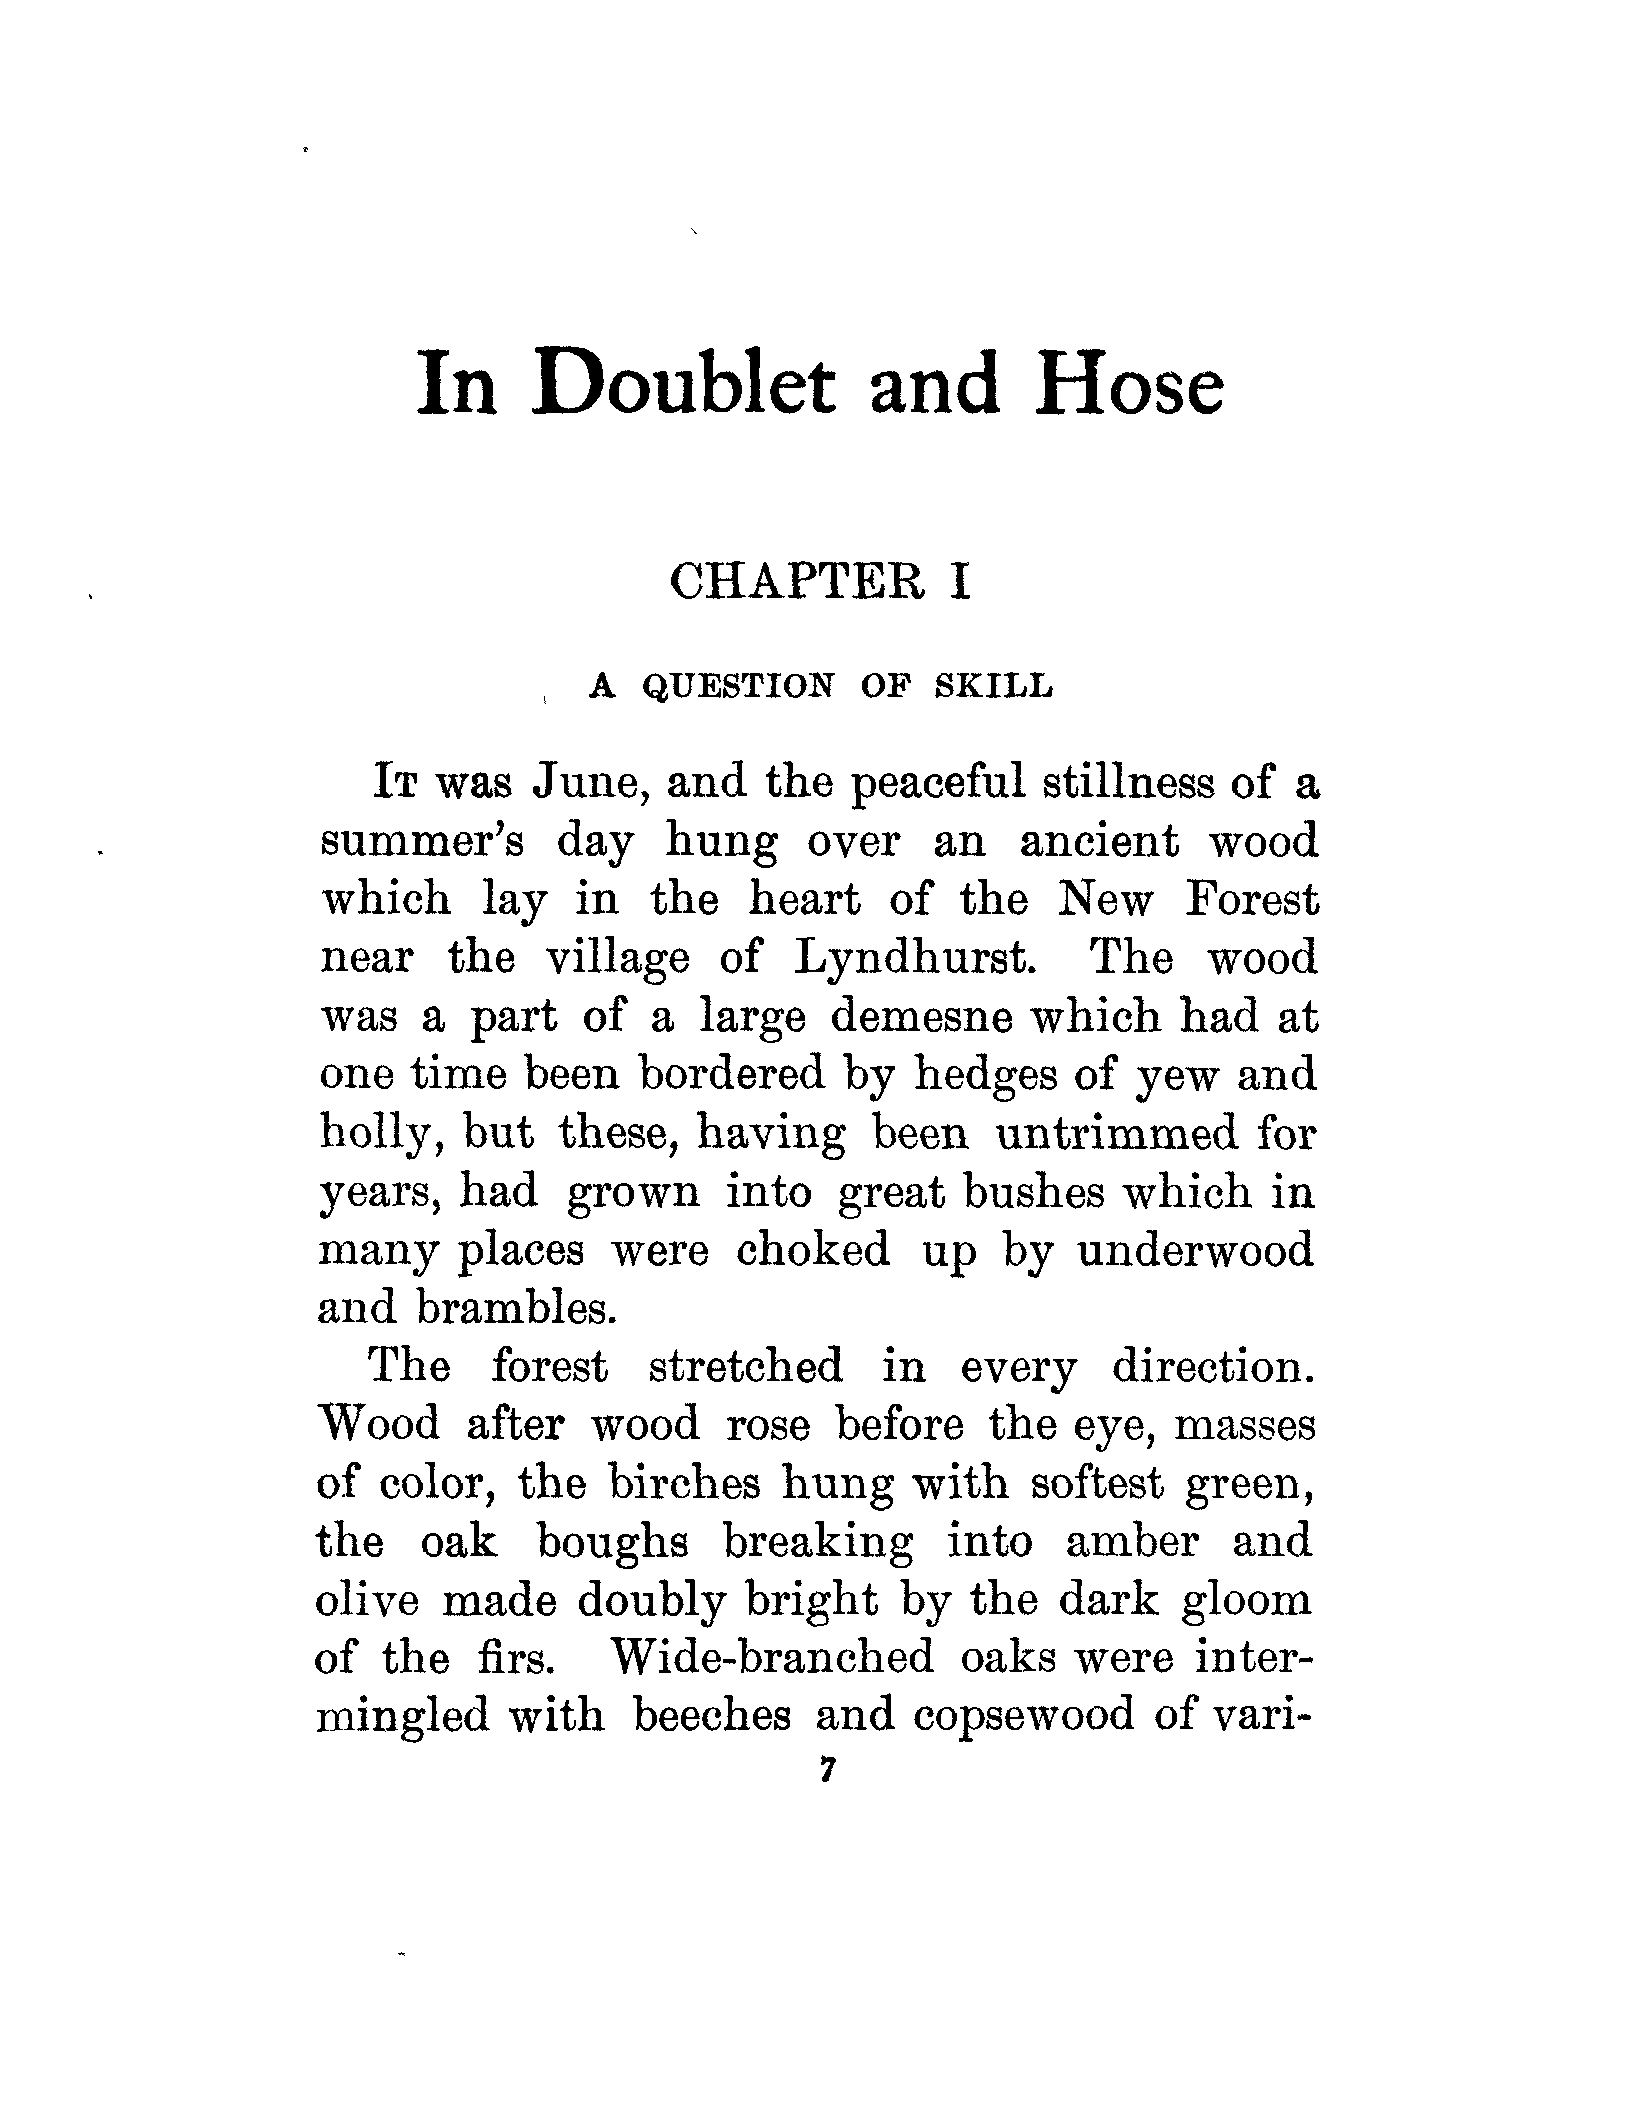 In Doublet and Hose
CHAPTER I
A QUESTION OF SKILL
IT was June, and the peaceful stillness of a
summer's day hung over an ancient wood
which lay in the heart of the New Forest
near the village of Lyndhurst. The wood
was a part of a large demesne which had at
one time been bordered by hedges of yew and
holly, but these, having been untrimmed for
years, had grown into great bushes which in
many places were choked up by underwood
and brambles.
The forest stretched in every direction.
Wood after wood rose before the eye, masses
of color, the birches hung with softest green,
the oak boughs breaking into amber and
olive made doubly bright by the dark gloom
of the firs. Wide-branched oaks were inter-
mingled with beeches and copsewood of vari-
7